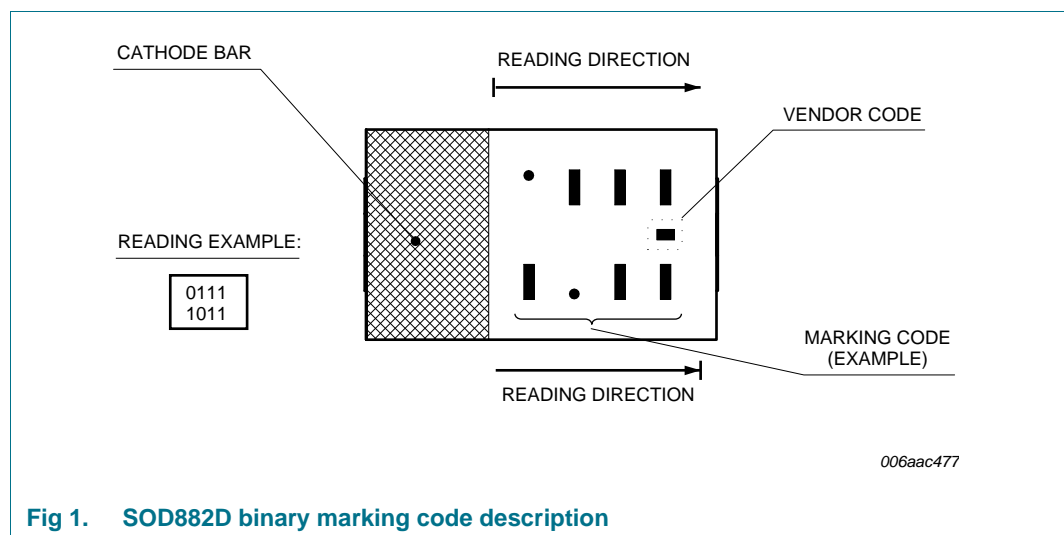 CATHODE BAR
READING DIRECTION
VENDOR CODE
READING EXAMPLE:
0111
1011
MARKING CODE
(EXAMPLE)
READING DIRECTION
006aac477
Fig 1. SOD882D binary marking code description